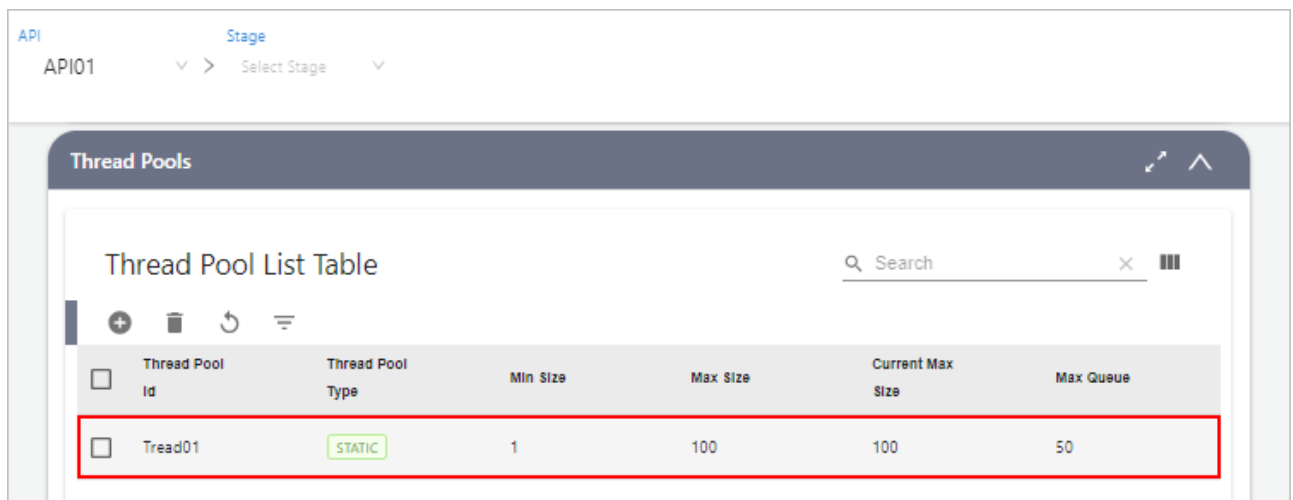 API Stage
API01 > Select Stage
Thread Pools
Thread Pool List Table
Search
Thread Pool Id Thread Pool Type Min Size Max Size Current Max Size Max Queue
Tread01 STATIC 1 100 100 50